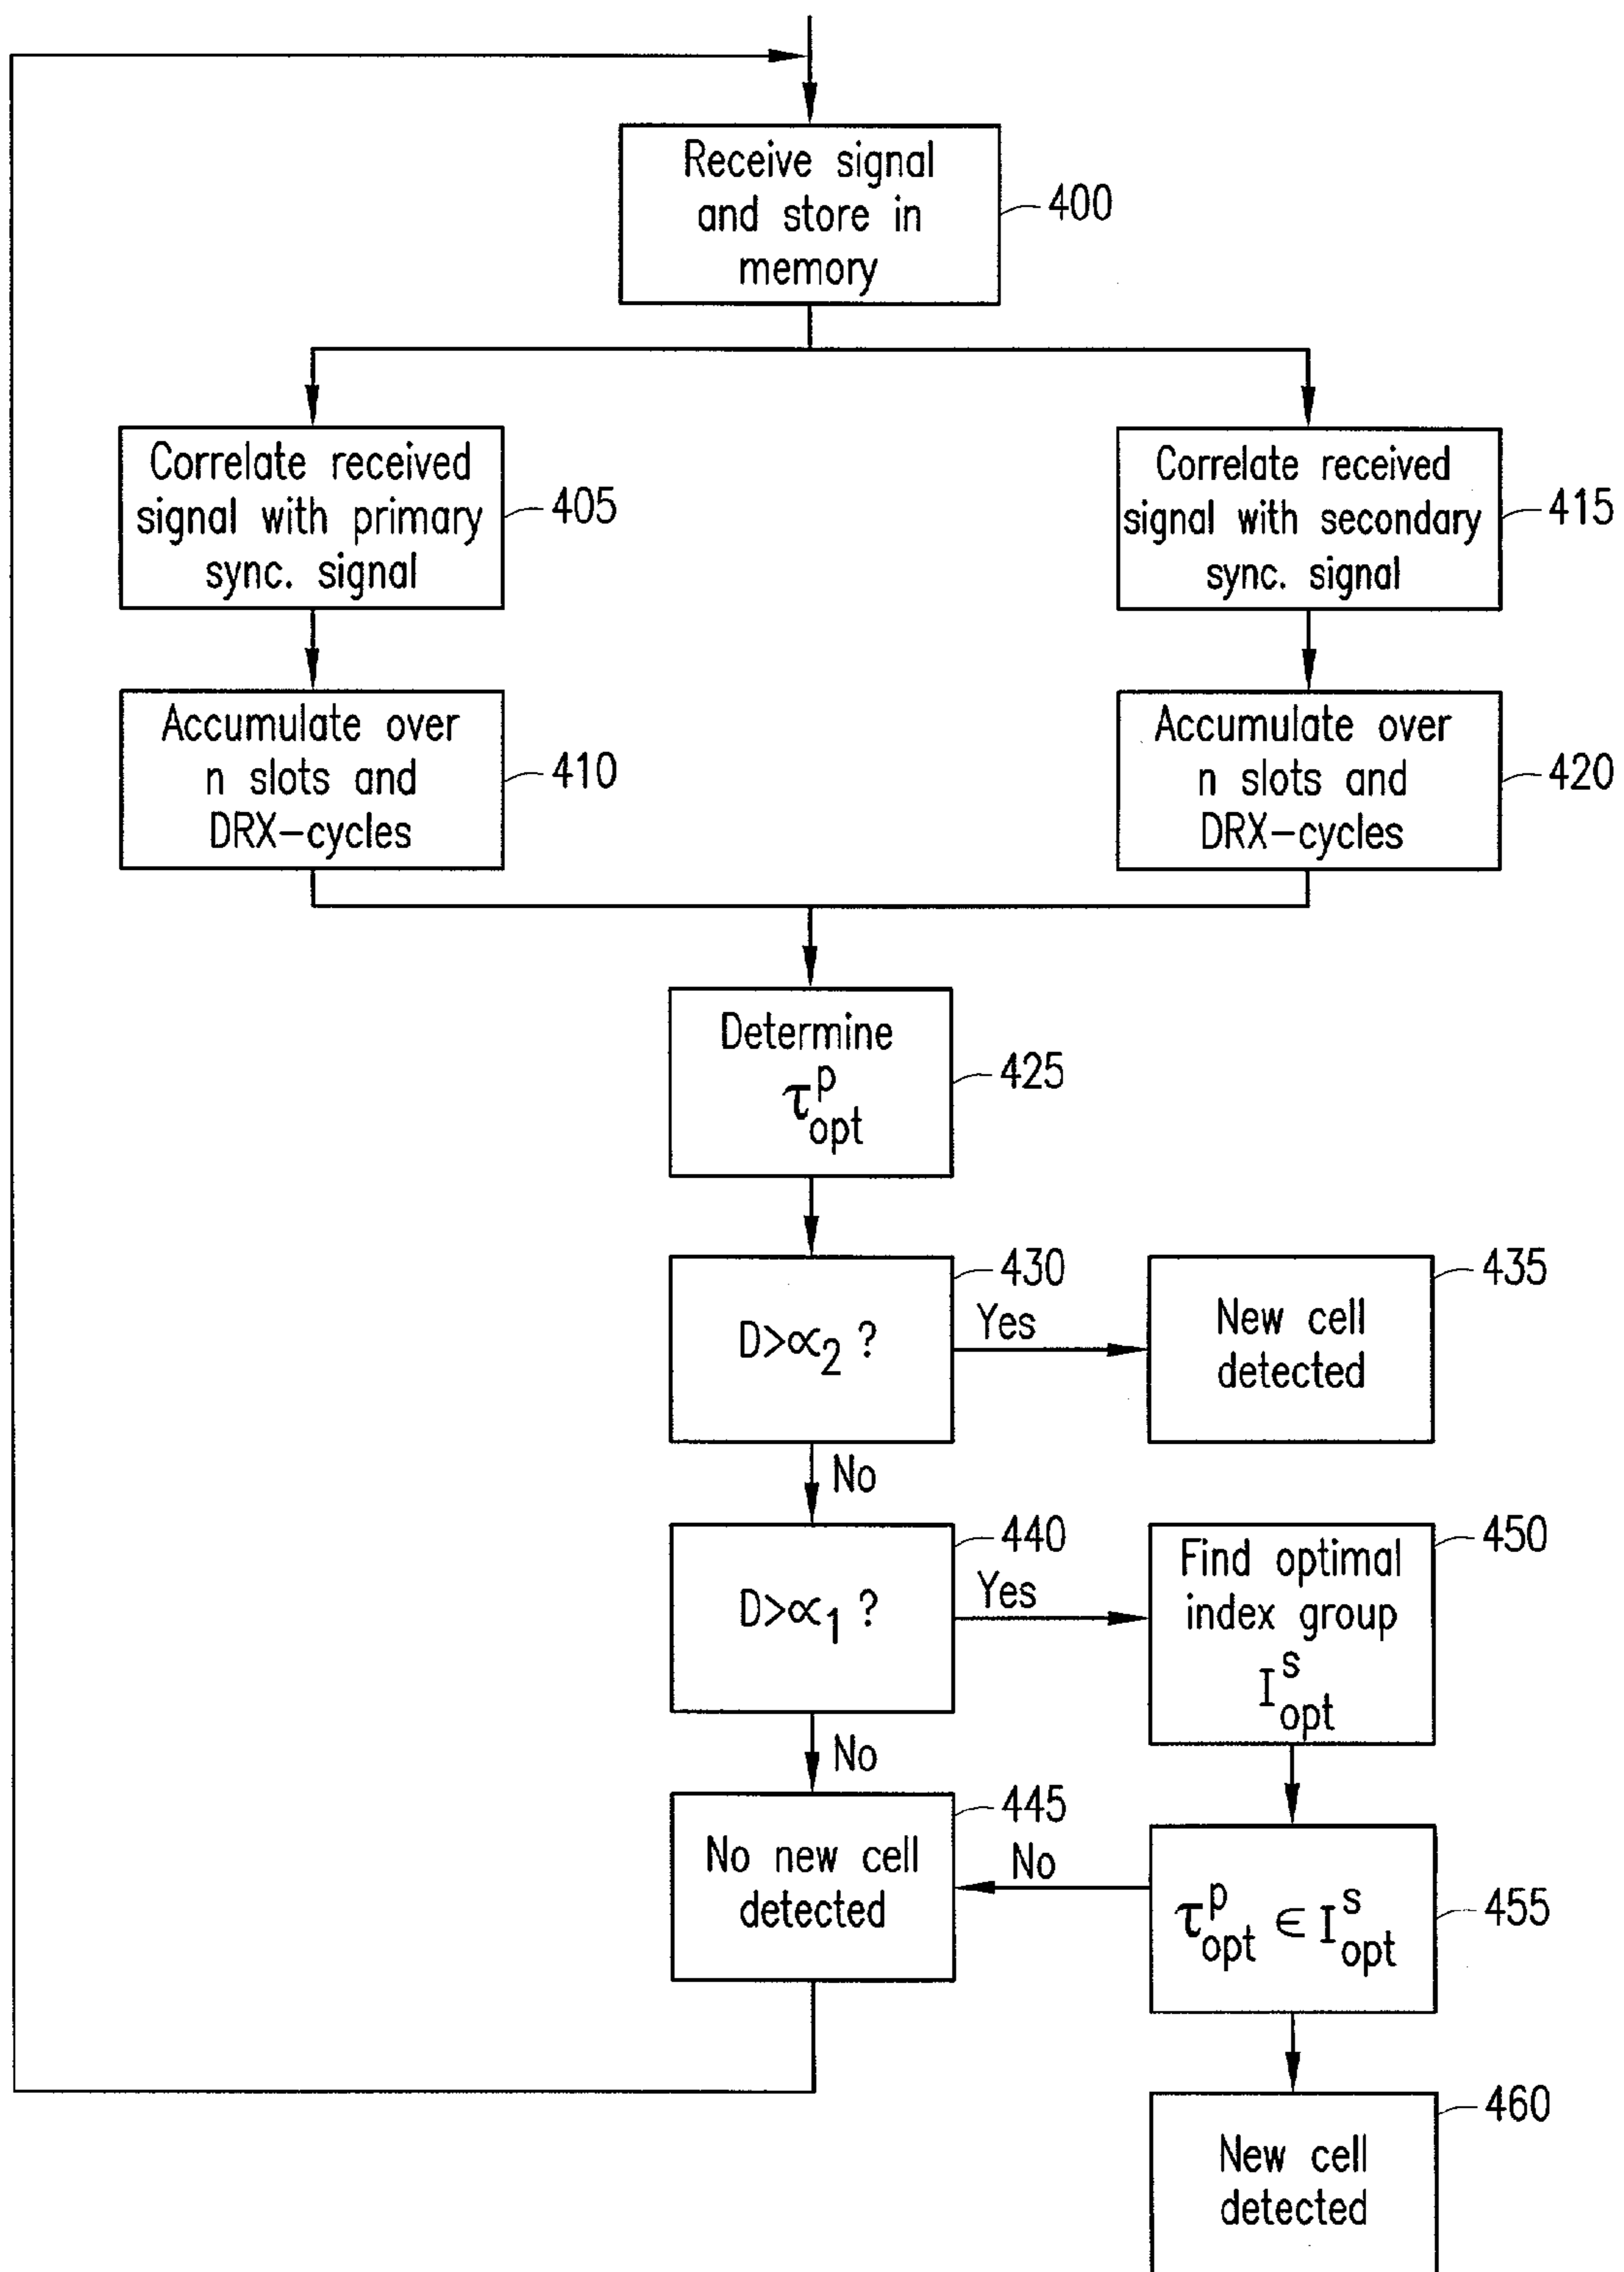 Receive signal
and store in
memory
400
Correlate received
signal with primary
sync. signal
405
Correlate received
signal with secondary
sync. signal
415
Accumulate over
n slots and
DRX–cycles
410
Accumulate over
n slots and
DRX–cycles
420
Determine
τ^p_opt
425
D>∝₂ ?
430
Yes
New cell
detected
435
No
D>∝₁ ?
440
Yes
Find optimal
index group
I^s_opt
450
No
No new cell
detected
445
No
τ^p_opt ∈ I^s_opt
455
New cell
detected
460